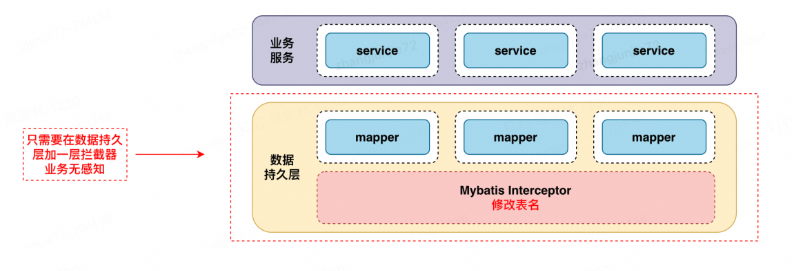 业务
服务
service
service
service
只需要在数据持久
层加一层拦截器
业务无感知
数据
持久层
mapper
mapper
mapper
Mybatis Interceptor
修改表名